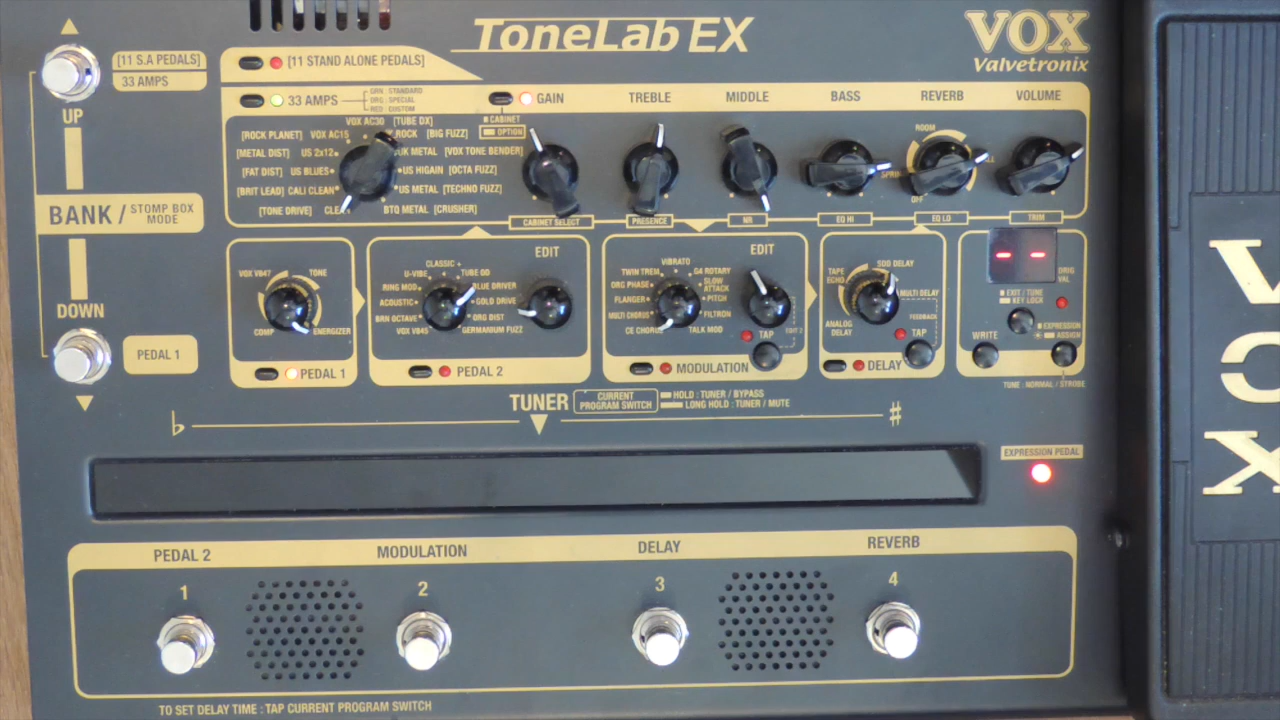 ToneLab EX
VOX
Valvetronix
[11 S.A PEDALS]
33 AMPS
UP
BANK / STOMP BOX MODE
DOWN
PEDAL 1
[11 STAND ALONE PEDALS]
33 AMPS
GRN : STANDARD
ORG : SPECIAL
RED : CUSTOM
GAIN
TREBLE
MIDDLE
BASS
REVERB
VOLUME
CABINET
OPTION
VOX AC30 [TUBE DX]
[ROCK PLANET] VOX AC15
ROCK [BIG FUZZ]
[METAL DIST] US 2x12
UK METAL [VOX TONE BENDER]
[FAT DIST] US BLUES
US HIGAIN [OCTA FUZZ]
[BRIT LEAD] CALI CLEAN
US METAL [TECHNO FUZZ]
[TONE DRIVE] CLEAN
BTQ METAL [CRUSHER]
ROOM
SPRING
OFF
CABINET SELECT
PRESENCE
NR
EQ HI
EQ LO
TRIM
VOX V847
TONE
COMP
ENERGIZER
PEDAL 1
CLASSIC +
U-VIBE
TUBE OD
RING MOD
BLUE DRIVER
ACOUSTIC
GOLD DRIVE
BRN OCTAVE
ORG DIST
VOX V845
GERMANIUM FUZZ
EDIT
PEDAL 2
VIBRATO
TWIN TREM
G4 ROTARY
ORG PHASE
SLOW ATTACK
FLANGER
PITCH
MULTI CHORUS
FILTRON
CE CHORUS
TALK MOD
EDIT
TAP
EDIT 2
MODULATION
SDD DELAY
TAPE ECHO
MULTI DELAY
ANALOG DELAY
FEEDBACK
TAP
DELAY
ORIG VAL
EXIT / TUNE
KEY LOCK
EXPRESSION
ASSIGN
WRITE
TUNE : NORMAL / STROBE
TUNER
CURRENT PROGRAM SWITCH
HOLD : TUNER / BYPASS
LONG HOLD : TUNER / MUTE
♭
♯
EXPRESSION PEDAL
PEDAL 2
MODULATION
DELAY
REVERB
1
2
3
4
TO SET DELAY TIME : TAP CURRENT PROGRAM SWITCH
VOX